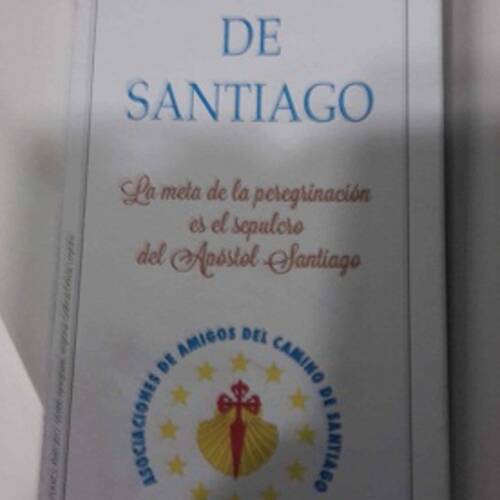 DE
SANTIAGO
La meta de la peregrinación
es el sepulcro
del Apóstol Santiago
ASOCIACIONES DE AMIGOS DEL CAMINO DE SANTIAGO